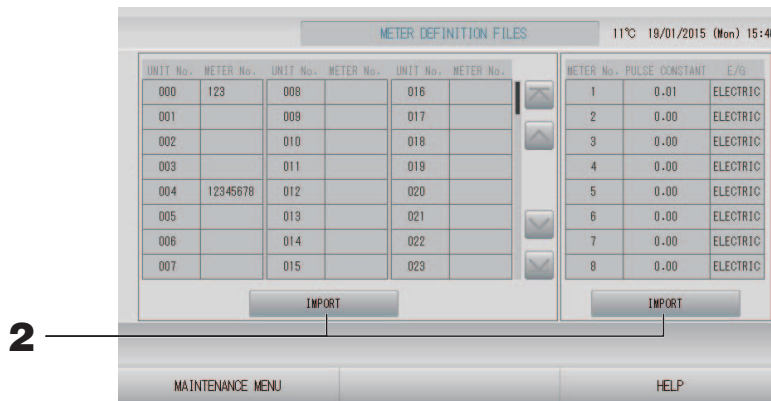 METER DEFINITION FILES 11°C 19/01/2015 (Mon) 15:4
UNIT No. METER No. UNIT No. METER No. UNIT No. METER No. METER No. PULSE CONSTANT E/G
000 123 008 016 1 0.01 ELECTRIC
001 009 017 2 0.00 ELECTRIC
002 010 018 3 0.00 ELECTRIC
003 011 019 4 0.00 ELECTRIC
004 12345678 012 020 5 0.00 ELECTRIC
005 013 021 6 0.00 ELECTRIC
006 014 022 7 0.00 ELECTRIC
007 015 023 8 0.00 ELECTRIC
IMPORT IMPORT
2
MAINTENANCE MENU HELP